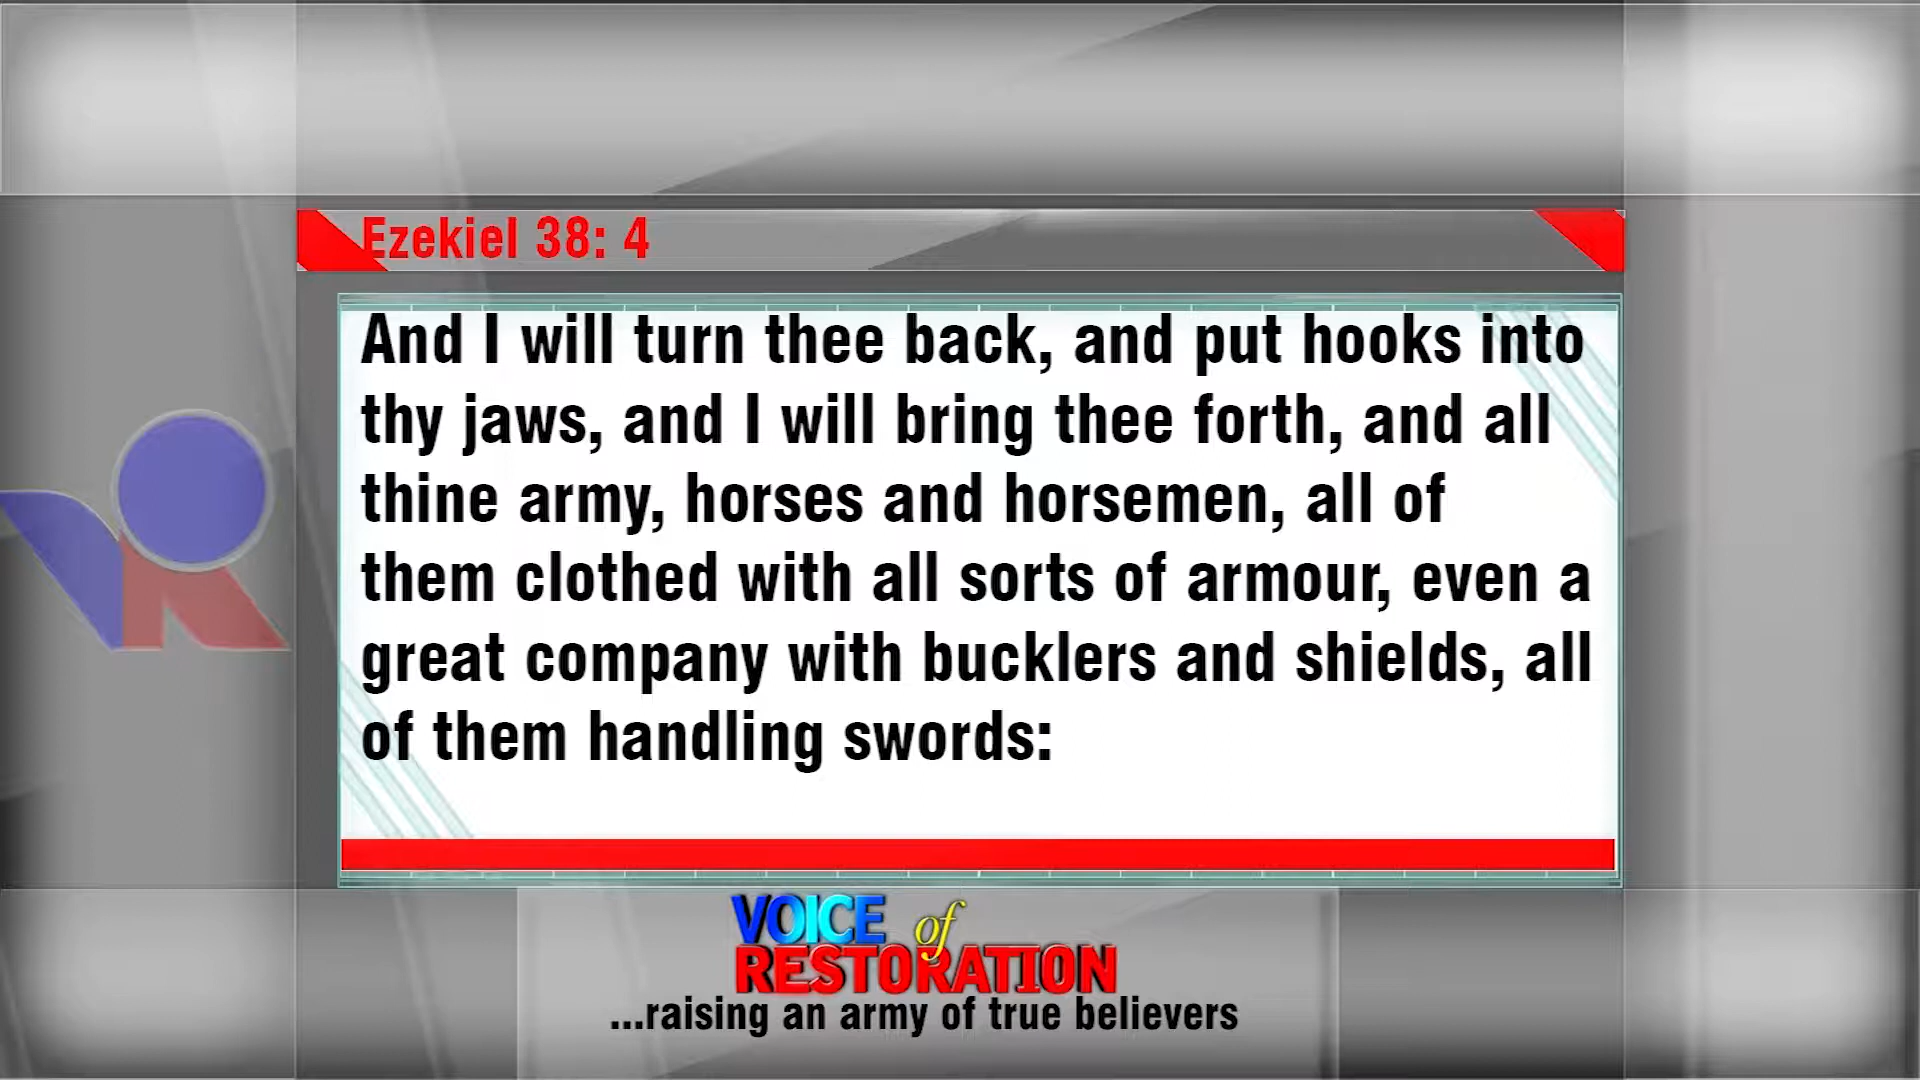 Ezekiel 38: 4
And I will turn thee back, and put hooks into
thy jaws, and I will bring thee forth, and all
thine army, horses and horsemen, all of
them clothed with all sorts of armour, even a
great company with bucklers and shields, all
of them handling swords:
VOICE of
RESTORATION
...raising an army of true believers